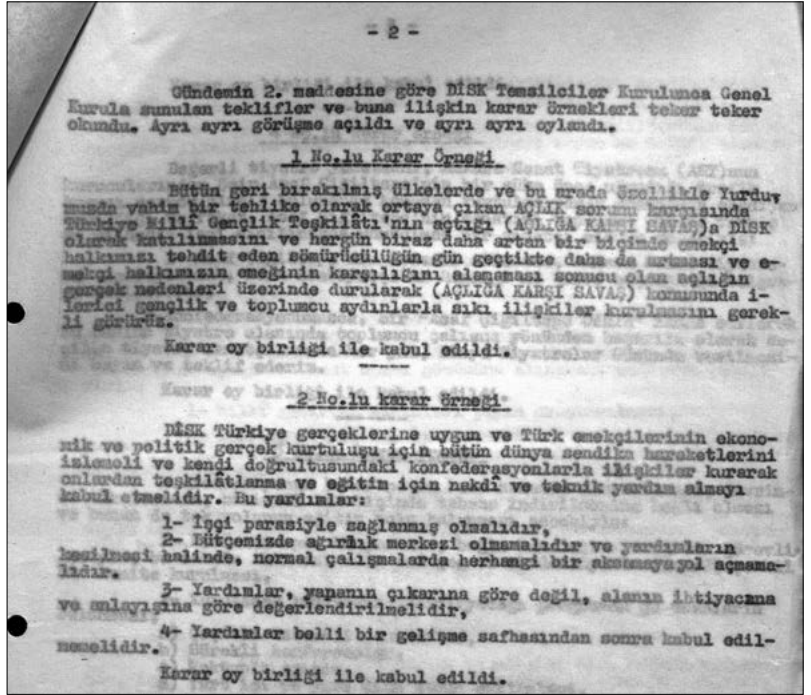 - 2 -
Gündemin 2. maddesine göre DİSK Temsilciler Kurulunca Genel
Kurula sunulan teklifler ve buna ilişkin karar örnekleri teker teker
okundu. Ayrı ayrı görüşme açıldı ve ayrı ayrı oylandı.
1 No.lu Karar Örneği
Bütün geri bırakılmış ülkelerde ve bu arada özellikle Yurdu-
muzda vahim bir tehlike olarak ortaya çıkan AÇLIK sorunu karşısında
Türkiye Millî Gençlik Teşkilâtı'nın açtığı (AÇLIĞA KARŞI SAVAŞ)a DİSK
olarak katılınmasını ve hergün biraz daha artan bir biçimde emekçi
halkımızı tehdit eden sömürücülüğün gün geçtikte daha da artması ve e-
mekçi halkımızın emeğinin karşılığını alamaması sonucu olan açlığın
gerçek nedenleri üzerinde durularak (AÇLIĞA KARŞI SAVAŞ) konusunda i-
lerici gençlik ve toplumcu aydınlarla sıkı ilişkiler kurulmasını gerek-
li görürüz.
Karar oy birliği ile kabul edildi.
-----
2 No.lu karar örneği
DİSK Türkiye gerçeklerine uygun ve Türk emekçilerinin ekono-
mik ve politik gerçek kurtuluşu için bütün dünya sendika hareketlerini
izlemeli ve kendi doğrultusundaki konfederasyonlarla ilişkiler kurarak
onlardan teşkilâtlanma ve eğitim için nakdî ve teknik yardım almayı
kabul etmelidir. Bu yardımlar:
1- İşçi parasiyle sağlanmış olmalıdır,
2- Bütçemizde ağırlık merkezi olmamalıdır ve yardımların
kesilmesi halinde, normal çalışmalarda herhangi bir aksamaya yol açmama-
lıdır.
3- Yardımlar, yapanın çıkarına göre değil, alanın ihtiyacına
ve anlayışına göre değerlendirilmelidir,
4- Yardımlar belli bir gelişme safhasından sonra kabul edil-
memelidir.
Karar oy birliği ile kabul edildi.